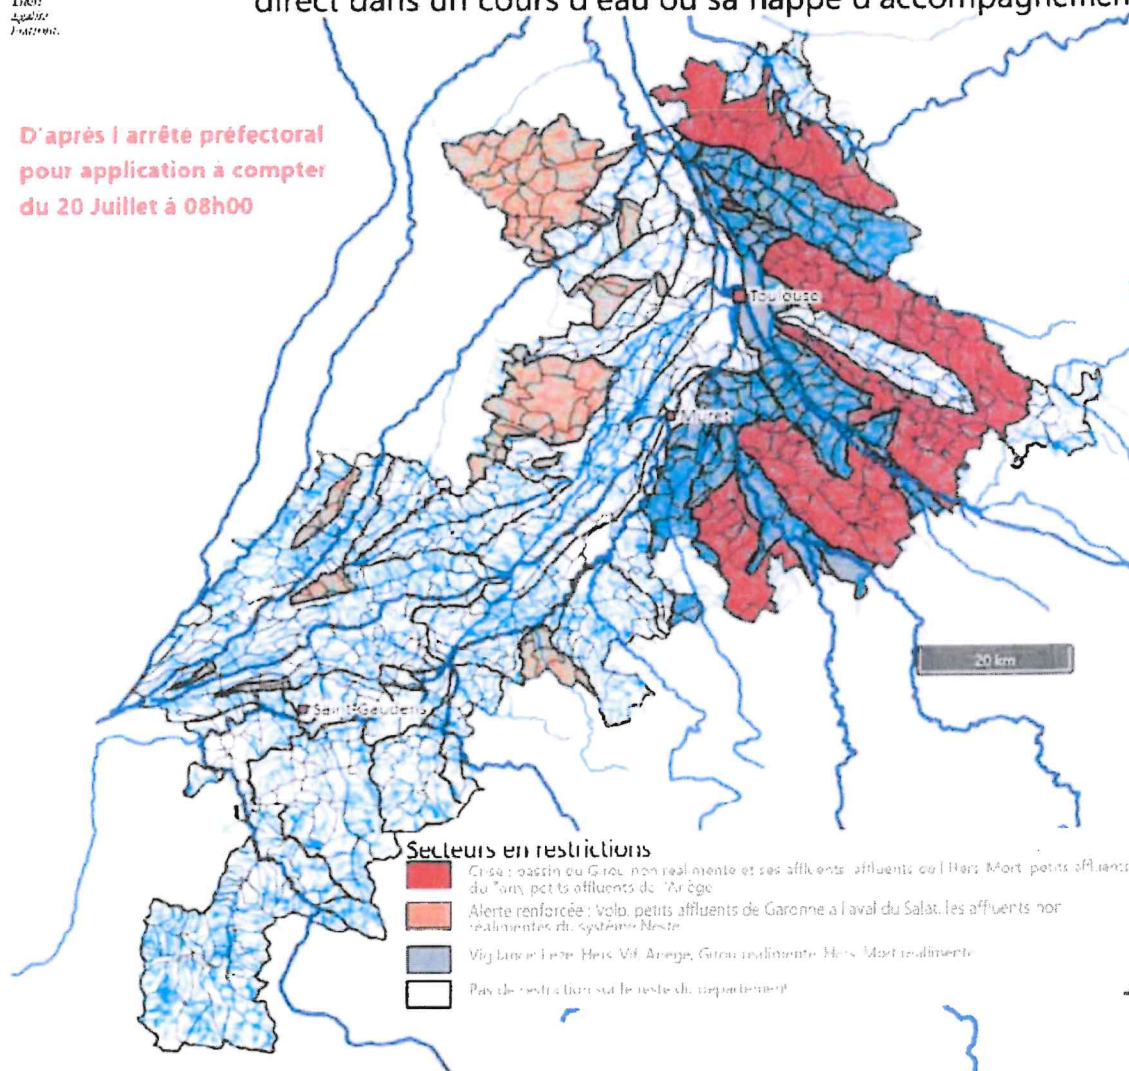 Égalité
Fraternité
direct dans un cours d'eau ou sa nappe d'accompagnement
D'après l arrêté préfectoral
pour application à compter
du 20 Juillet à 08h00
Toulouse
Muret
Saint-Gaudens
20 km
Secteurs en restrictions
Crise : bassin du Girou non réalimenté et ses affluents, affluents de l'Hers Mort, petits affluents
du Tarn, petits affluents de l'Ariège
Alerte renforcée : Volp, petits affluents de Garonne à l'aval du Salat, les affluents non
réalimentés du système Neste
Vigilance: Lèze, Hers Vif, Ariège, Girou réalimenté, Hers Mort réalimenté
Pas de restriction sur le reste du département